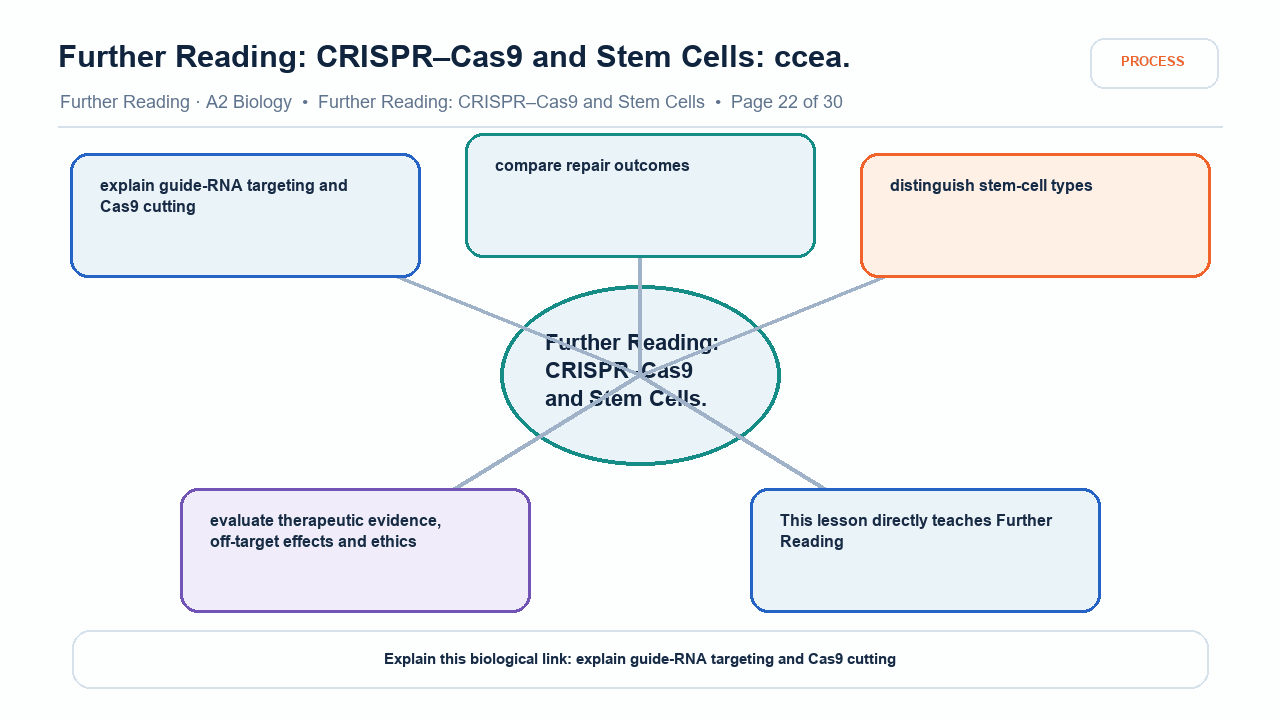 Further Reading: CRISPR–Cas9 and Stem Cells: ccea.
PROCESS
Further Reading · A2 Biology • Further Reading: CRISPR–Cas9 and Stem Cells • Page 22 of 30
explain guide-RNA targeting and
Cas9 cutting
compare repair outcomes
distinguish stem-cell types
Further Reading:
CRISPR–Cas9
and Stem Cells.
evaluate therapeutic evidence,
off-target effects and ethics
This lesson directly teaches Further
Reading
Explain this biological link: explain guide-RNA targeting and Cas9 cutting